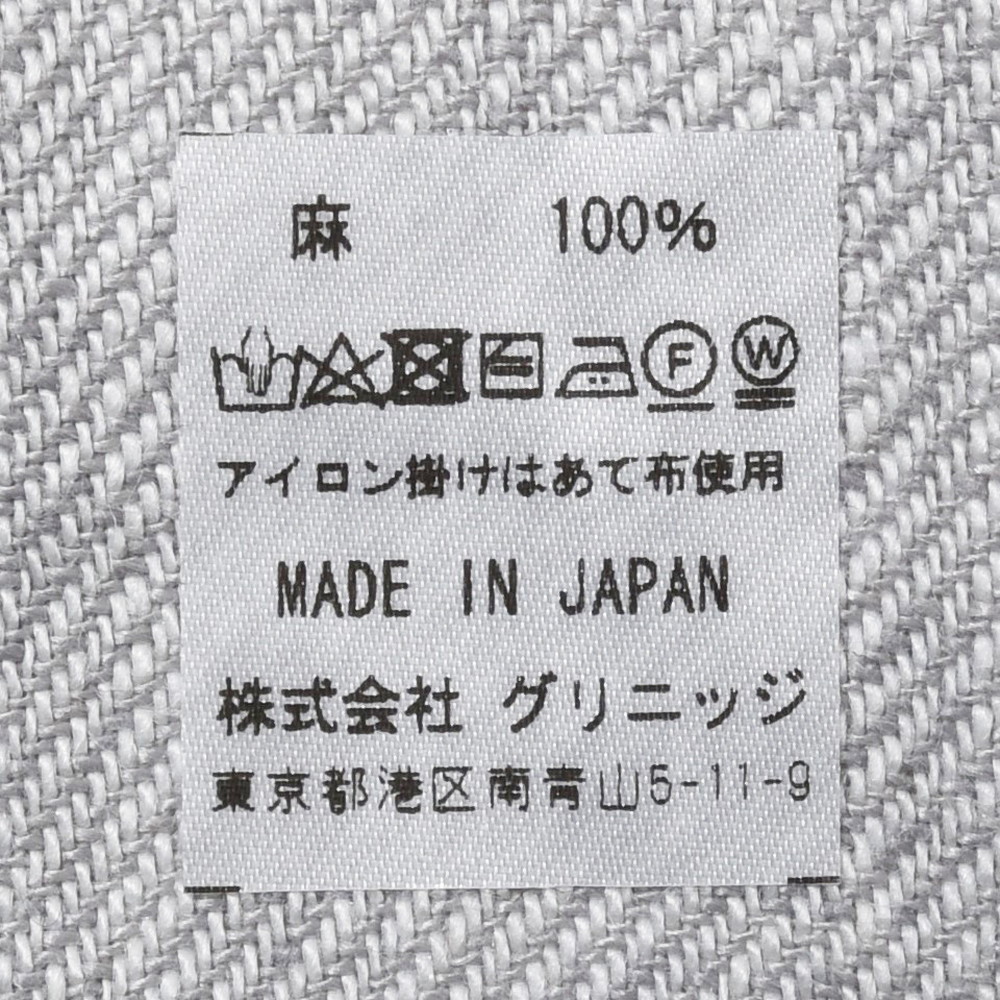 麻 100%
F W
アイロン掛けはあて布使用
MADE IN JAPAN
株式会社 グリニッジ
東京都港区南青山5-11-9